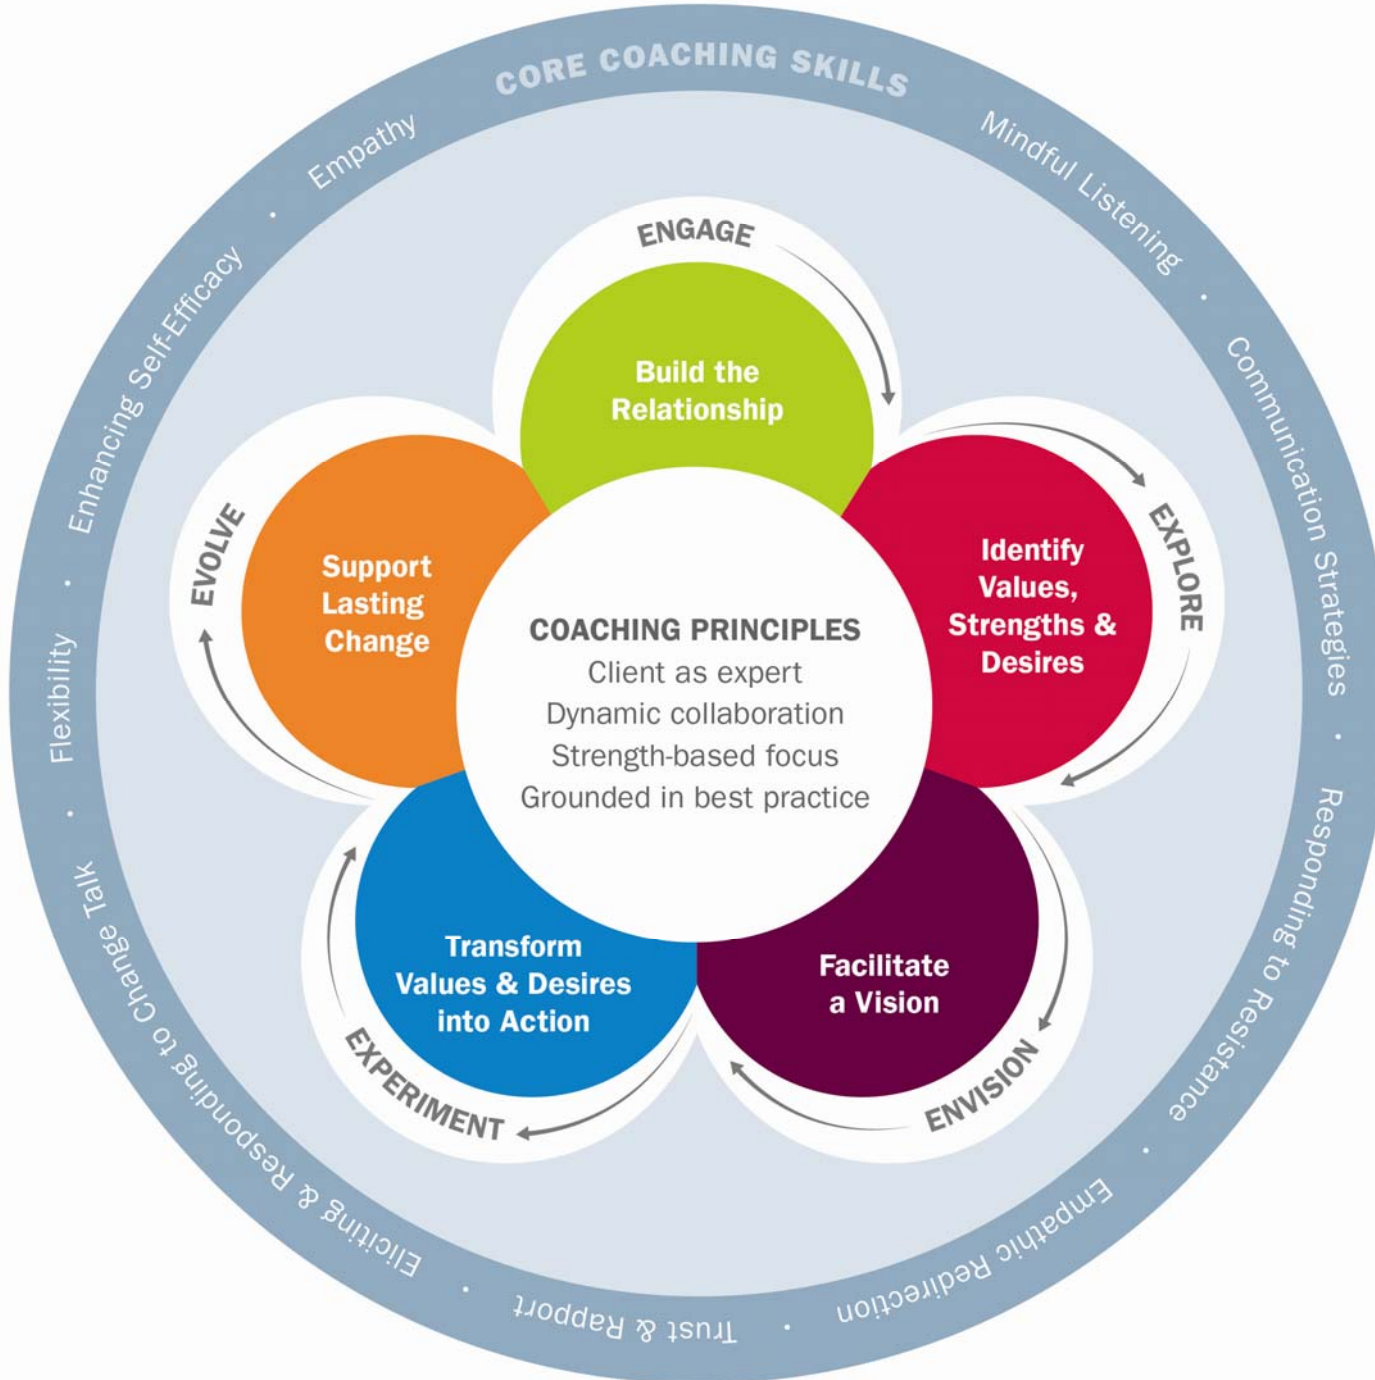 CORE COACHING SKILLS
Mindful Listening
·
Communication Strategies
·
Responding to Resistance
·
Empathic Redirection
·
Trust & Rapport
·
Eliciting & Responding to Change Talk
·
Flexibility
·
Enhancing Self-Efficacy
·
Empathy
ENGAGE
Build the
Relationship
EXPLORE
Identify
Values,
Strengths &
Desires
ENVISION
Facilitate
a Vision
EXPERIMENT
Transform
Values & Desires
into Action
EVOLVE
Support
Lasting
Change
COACHING PRINCIPLES
Client as expert
Dynamic collaboration
Strength-based focus
Grounded in best practice